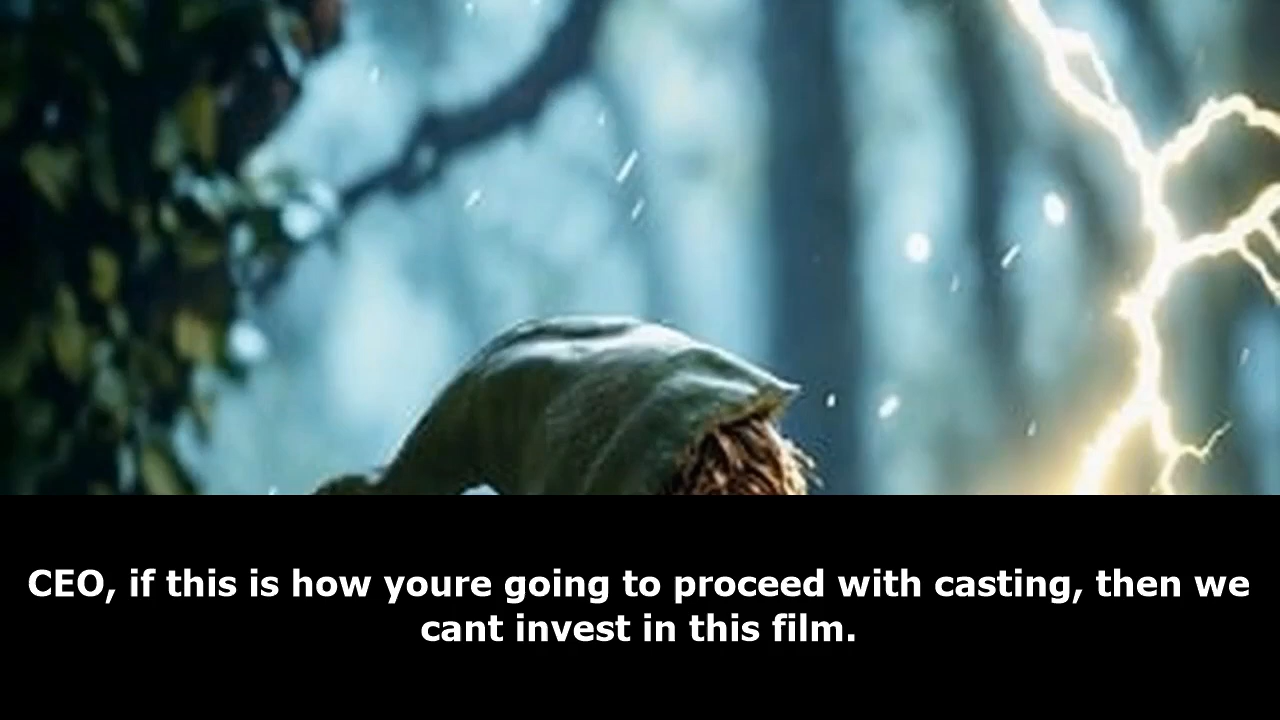 CEO, if this is how youre going to proceed with casting, then we
cant invest in this film.